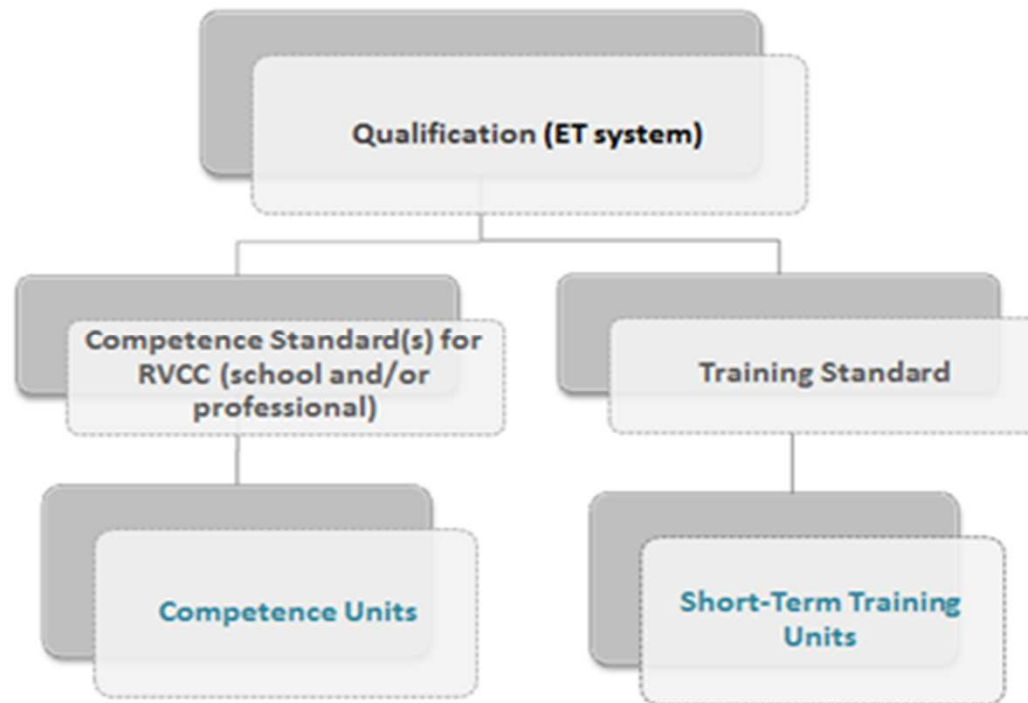 Qualification (ET system)
Competence Standard(s) for
RVCC (school and/or
professional)
Training Standard
Competence Units
Short-Term Training
Units